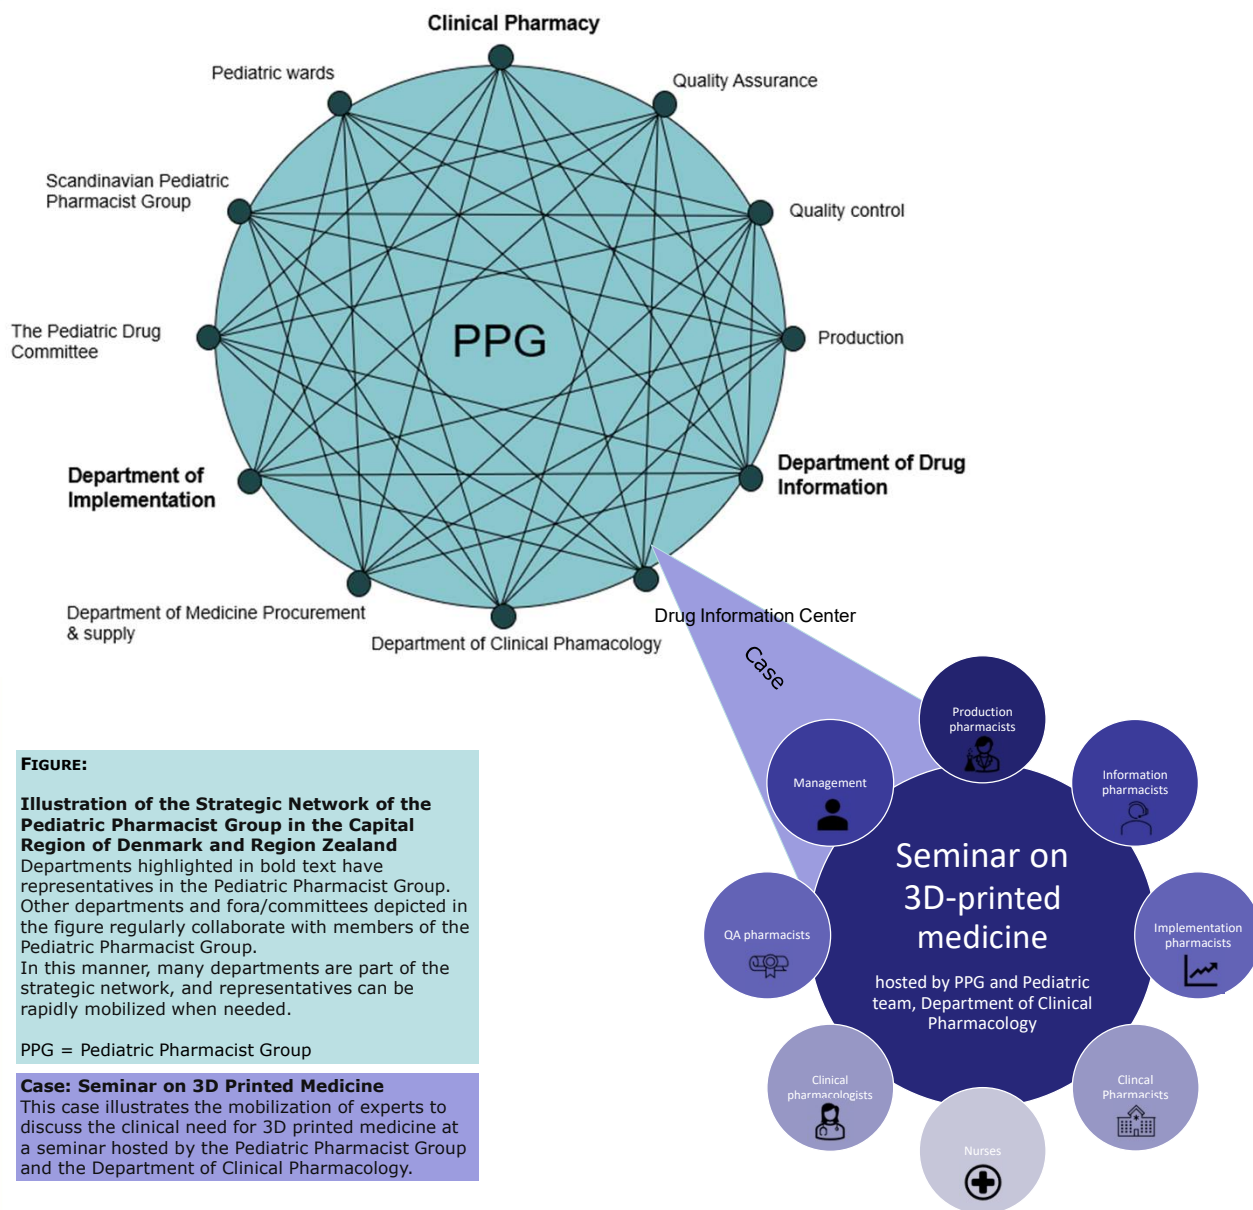 Clinical Pharmacy
Pediatric wards
Quality Assurance
Scandinavian Pediatric
Pharmacist Group
Quality control
The Pediatric Drug
Committee
PPG
Production
Department of
Implementation
Department of Drug
Information
Department of Medicine Procurement
& supply
Department of Clinical Phamacology
Drug Information Center
Case
FIGURE:
Illustration of the Strategic Network of the
Pediatric Pharmacist Group in the Capital
Region of Denmark and Region Zealand
Departments highlighted in bold text have
representatives in the Pediatric Pharmacist Group.
Other departments and fora/committees depicted in
the figure regularly collaborate with members of the
Pediatric Pharmacist Group.
In this manner, many departments are part of the
strategic network, and representatives can be
rapidly mobilized when needed.
PPG = Pediatric Pharmacist Group
Case: Seminar on 3D Printed Medicine
This case illustrates the mobilization of experts to
discuss the clinical need for 3D printed medicine at
a seminar hosted by the Pediatric Pharmacist Group
and the Department of Clinical Pharmacology.
Production
pharmacists
Management
Information
pharmacists
Seminar on
3D-printed
medicine
hosted by PPG and Pediatric
team, Department of Clinical
Pharmacology
QA pharmacists
Implementation
pharmacists
Clinical
pharmacologists
Clincal
Pharmacists
Nurses